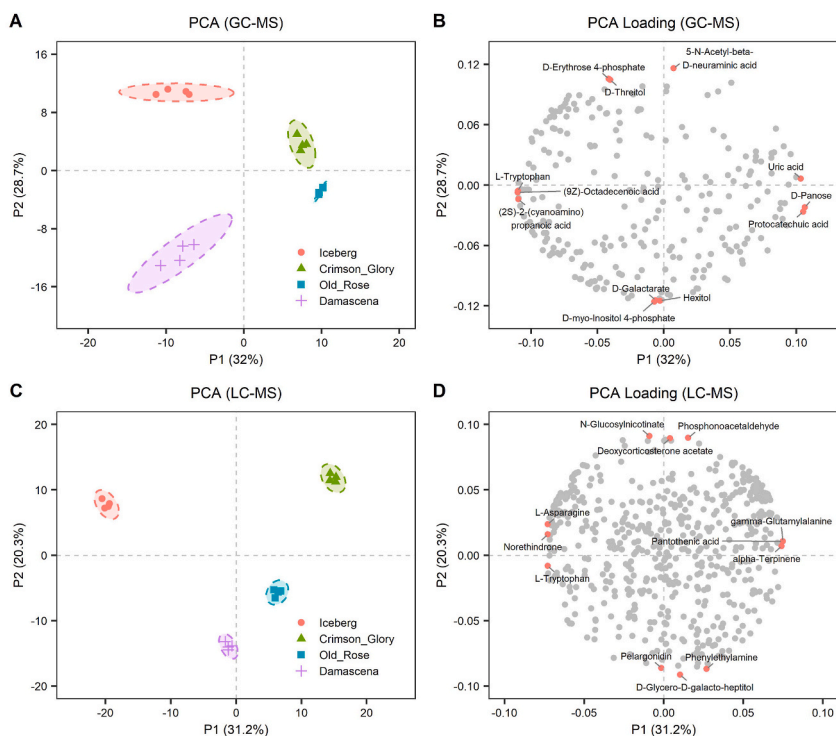 A
PCA (GC-MS)
P2 (28.7%)
16
8
0
-8
-16
Iceberg
Crimson_Glory
Old_Rose
Damascena
-20
-10
0
10
20
P1 (32%)
B
PCA Loading (GC-MS)
P2 (28.7%)
0.12
0.06
0.00
-0.06
-0.12
5-N-Acetyl-beta-
D-neuraminic acid
D-Erythrose 4-phosphate
D-Threitol
L-Tryptophan
(9Z)-Octadecenoic acid
(2S)-2-(cyanoamino)
propanoic acid
Uric acid
D-Panose
Protocatechuic acid
D-Galactarate
Hexitol
D-myo-Inositol 4-phosphate
-0.10
-0.05
0.00
0.05
0.10
P1 (32%)
C
PCA (LC-MS)
P2 (20.3%)
20
10
0
-10
-20
Iceberg
Crimson_Glory
Old_Rose
Damascena
-20
-10
0
10
20
P1 (31.2%)
D
PCA Loading (LC-MS)
P2 (20.3%)
0.10
0.05
0.00
-0.05
-0.10
N-Glucosylnicotinate
Phosphonoacetaldehyde
Deoxycorticosterone acetate
L-Asparagine
Norethindrone
L-Tryptophan
gamma-Glutamylalanine
Pantothenic acid
alpha-Terpinene
Pelargonidin
Phenylethylamine
D-Glycero-D-galacto-heptitol
-0.10
-0.05
0.00
0.05
0.10
P1 (31.2%)